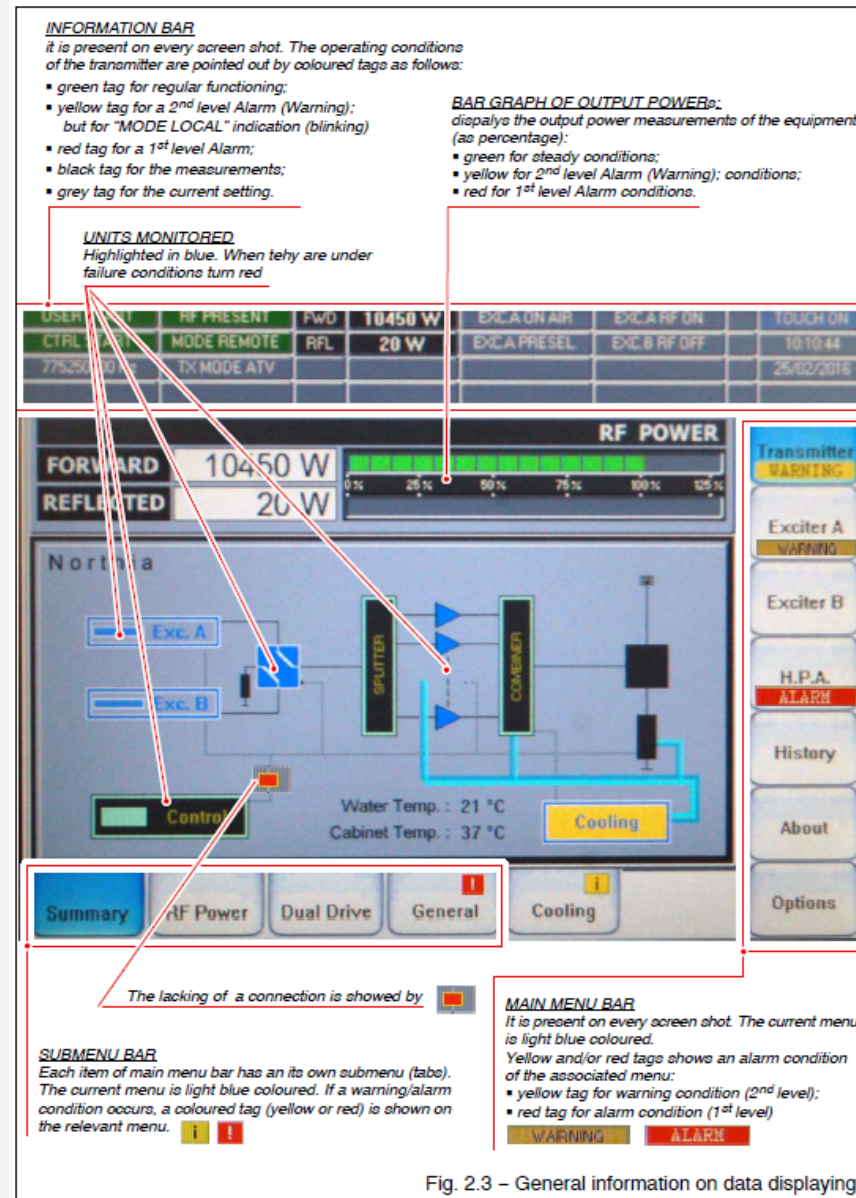 INFORMATION BAR
it is present on every screen shot. The operating conditions
of the transmitter are pointed out by coloured tags as follows:
▪ green tag for regular functioning;
▪ yellow tag for a 2nd level Alarm (Warning);
but for “MODE LOCAL” indication (blinking)
▪ red tag for a 1st level Alarm;
▪ black tag for the measurements;
▪ grey tag for the current setting.
BAR GRAPH OF OUTPUT POWERs:
dispalys the output power measurements of the equipment
(as percentage):
▪ green for steady conditions;
▪ yellow for 2nd level Alarm (Warning); conditions;
▪ red for 1st level Alarm conditions.
UNITS MONITORED
Highlighted in blue. When tehy are under
failure conditions turn red
USER RF PRESENT FWD 10450 W EXC.A ON AIR EXC.A RF ON TOUCH ON
CTRL START MODE REMOTE RFL 20 W EXC.A PRESEL. EXC.B RF OFF 10:10:44
TX MODE ATV 25/02/2016
RF POWER
FORWARD 10450 W
0% 25% 50% 75% 100% 125%
REFLECTED 20 W
Transmitter
WARNING
Exciter A
WARNING
Exciter B
H.P.A.
ALARM
History
About
Options
Exc. A
Exc. B
SPLITTER
COMBINER
Control
Water Temp. : 21 °C
Cabinet Temp. : 37 °C
Cooling
Summary RF Power Dual Drive General ! Cooling i
The lacking of a connection is showed by
SUBMENU BAR
Each item of main menu bar has an its own submenu (tabs).
The current menu is light blue coloured. If a warning/alarm
condition occurs, a coloured tag (yellow or red) is shown on
the relevant menu. i !
MAIN MENU BAR
It is present on every screen shot. The current menu
is light blue coloured.
Yellow and/or red tags shows an alarm condition
of the associated menu:
▪ yellow tag for warning condition (2nd level);
▪ red tag for alarm condition (1st level)
WARNING ALARM
Fig. 2.3 – General information on data displaying